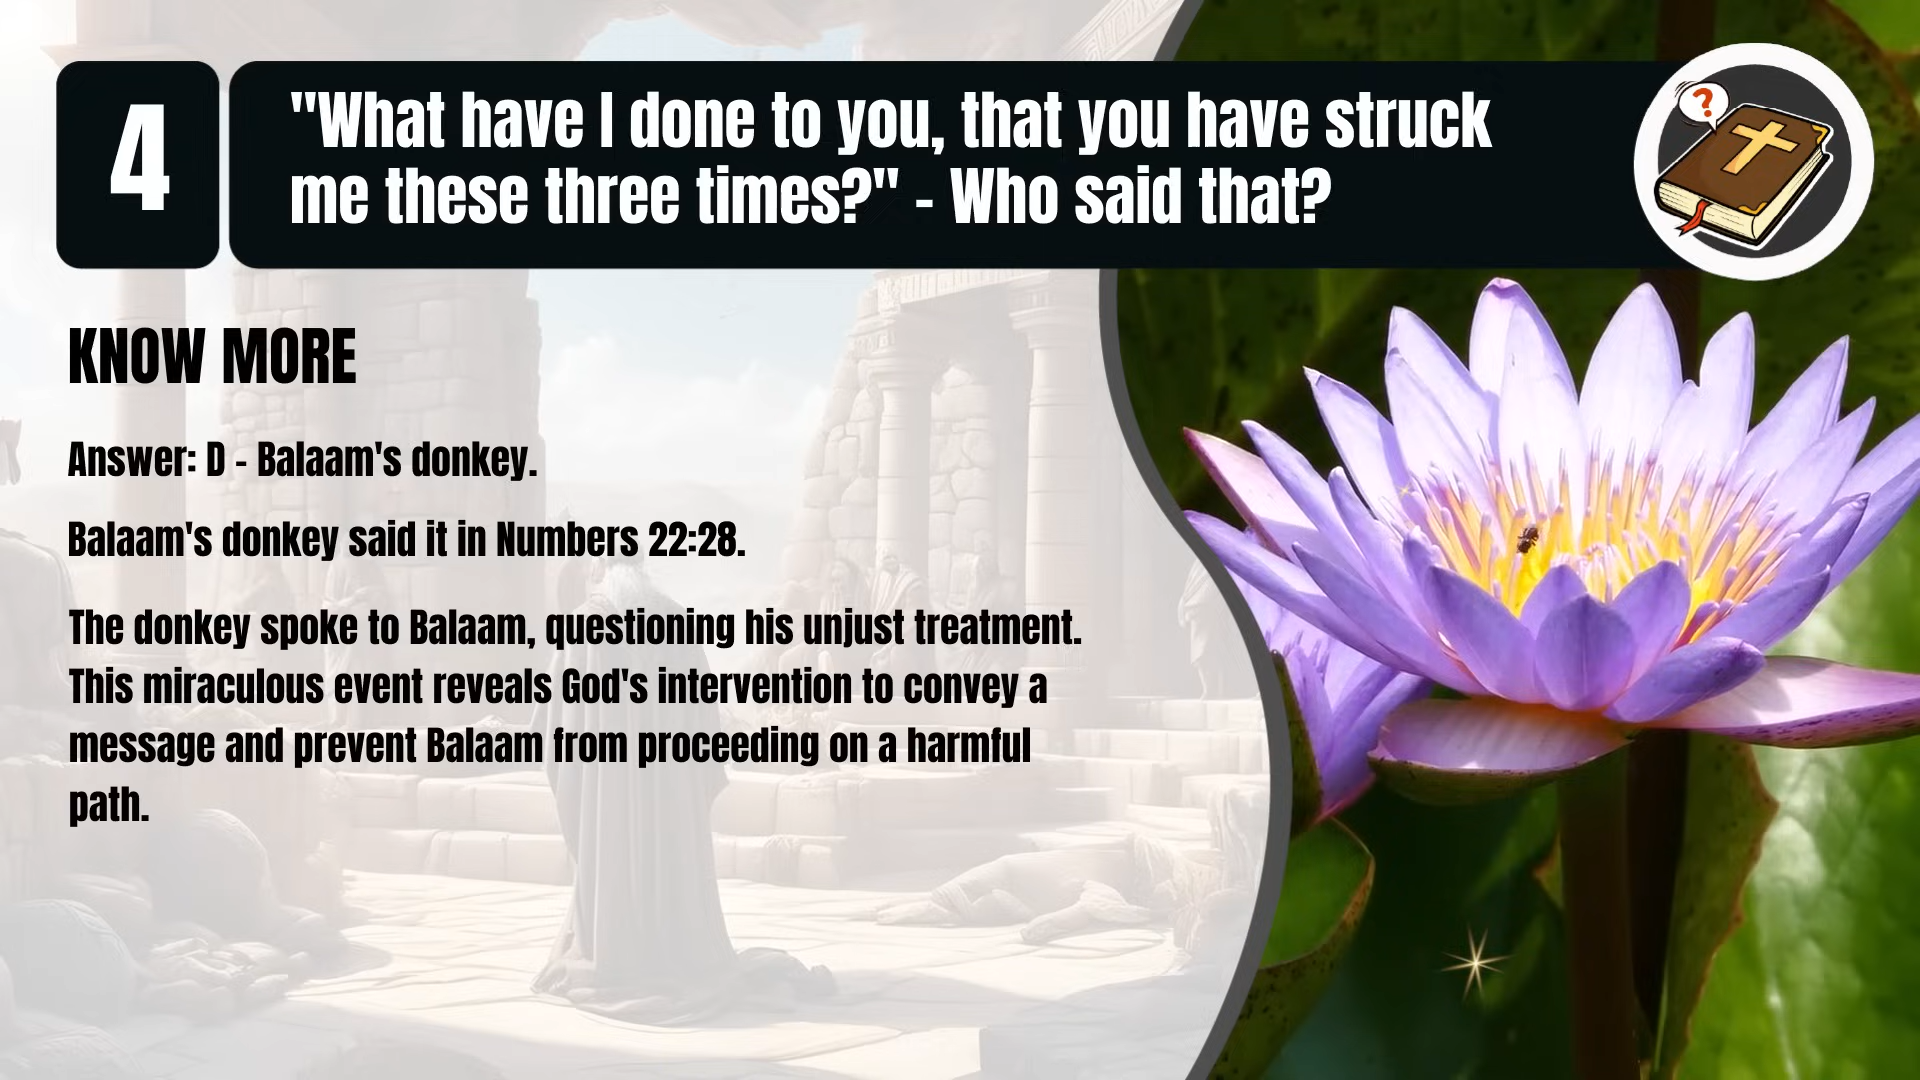 4
"What have I done to you, that you have struck
me these three times?" - Who said that?
?
KNOW MORE
Answer: D - Balaam's donkey.
Balaam's donkey said it in Numbers 22:28.
The donkey spoke to Balaam, questioning his unjust treatment.
This miraculous event reveals God's intervention to convey a
message and prevent Balaam from proceeding on a harmful
path.